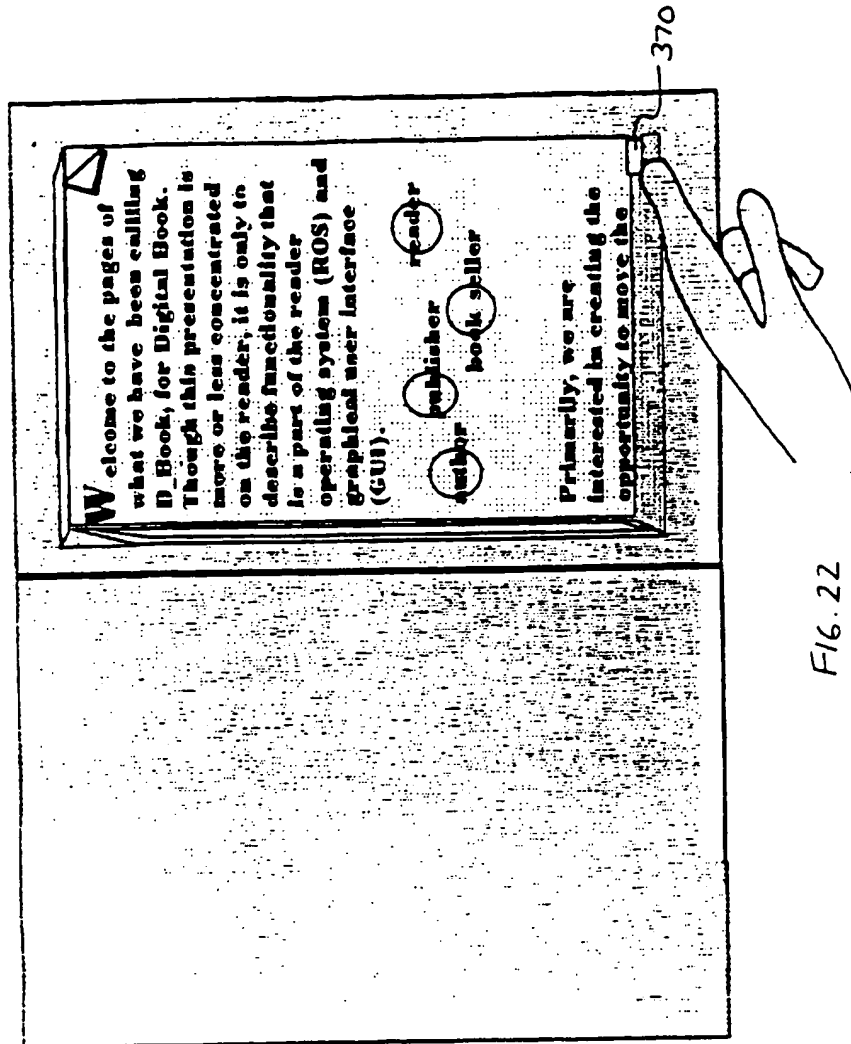 Welcome to the pages of
what we have been calling
D_Book, for Digital Book.
Though this presentation is
more or less concentrated
on the reader, it is only to
describe functionality that
is a part of the reader
operating system (ROS) and
graphical user interface
(GUI).
author publisher reader
book seller
Primarily, we are
interested in creating the
opportunity to move the
370
FIG. 22